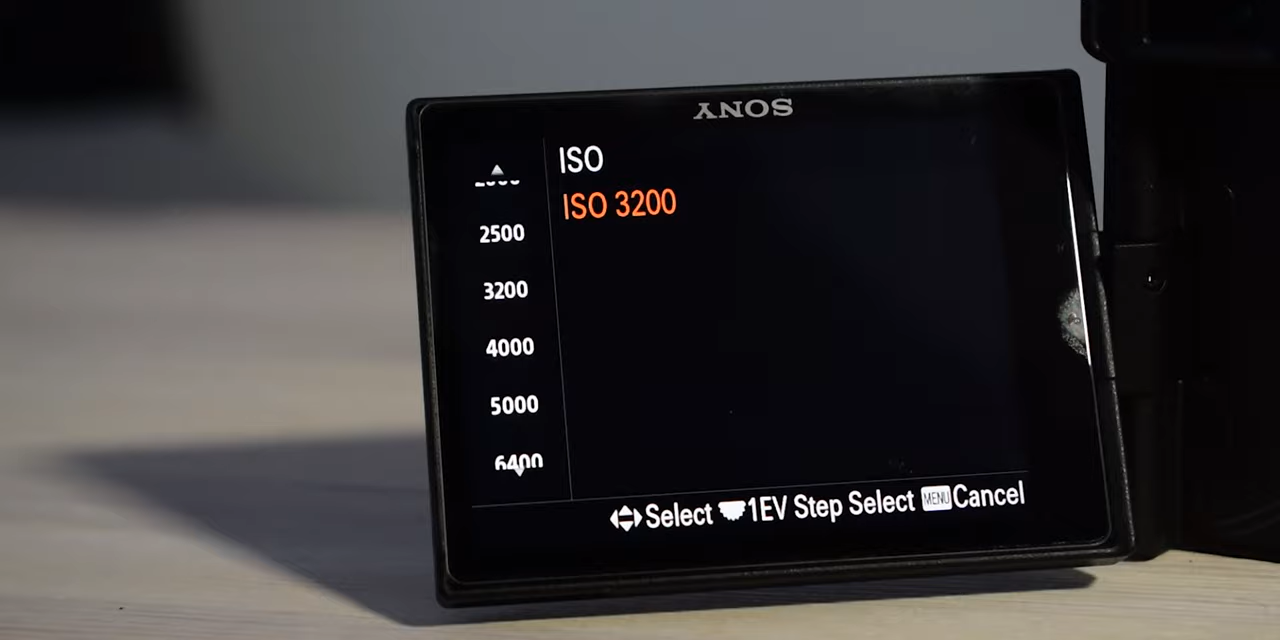 SONY
ISO
ISO 3200
2500
3200
4000
5000
6400
Select 1EV Step Select MENU Cancel